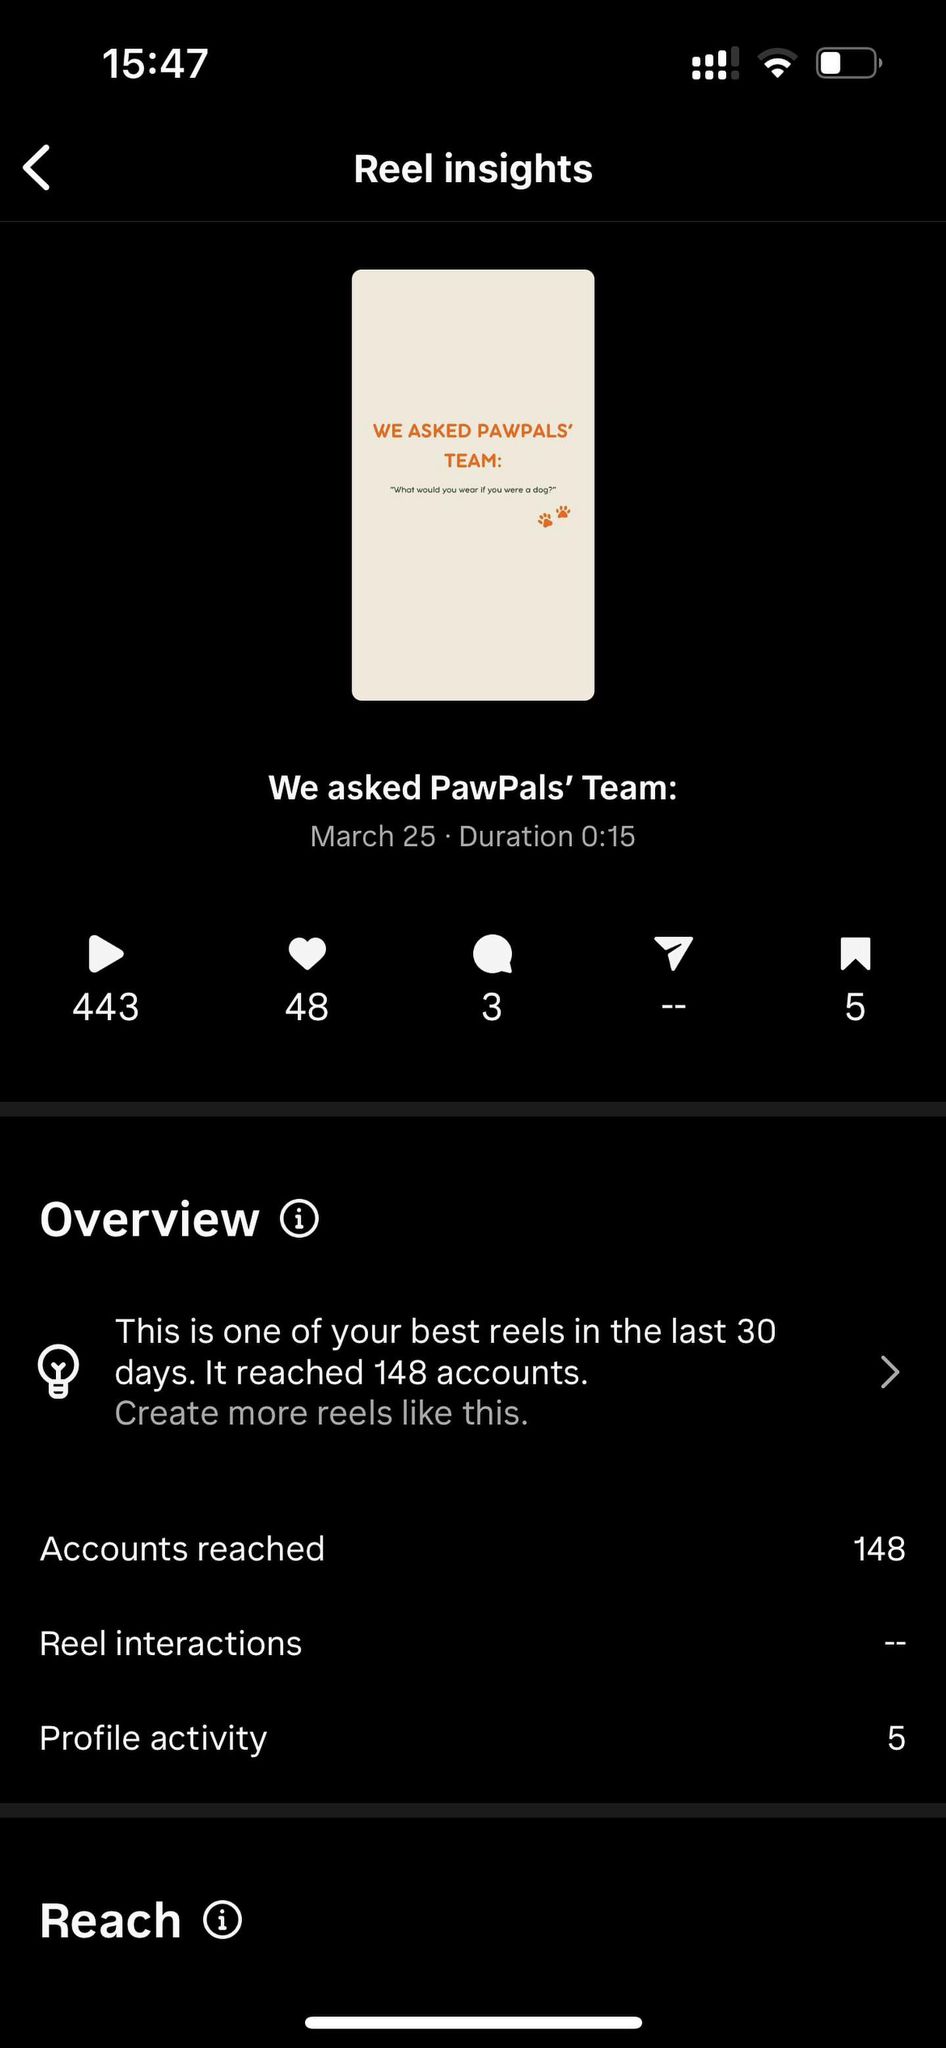 15:47
Reel insights
WE ASKED PAWPALS’
TEAM:
"What would you wear if you were a dog?"
We asked PawPals’ Team:
March 25 · Duration 0:15
443 48 3 -- 5
Overview
This is one of your best reels in the last 30
days. It reached 148 accounts.
Create more reels like this.
Accounts reached 148
Reel interactions --
Profile activity 5
Reach